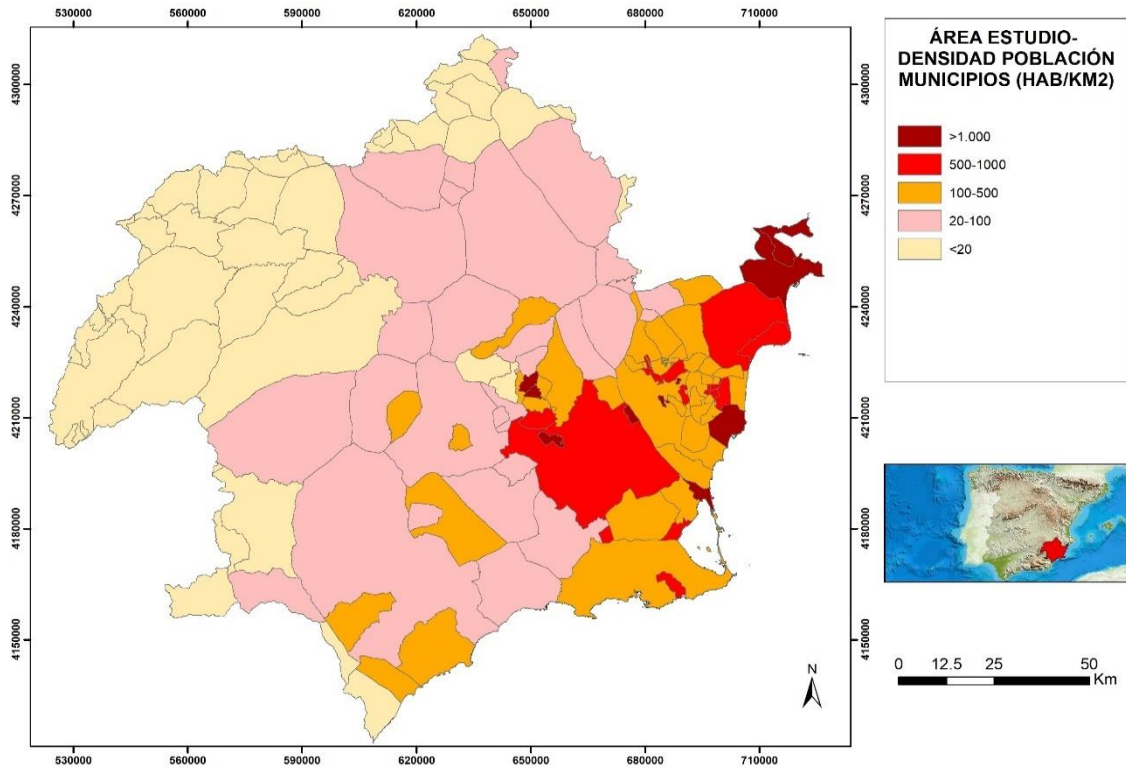 530000 560000 590000 620000 650000 680000 710000
4300000
4270000
4240000
4210000
4180000
4150000
4300000
4270000
4240000
4210000
4180000
4150000
N
530000 560000 590000 620000 650000 680000 710000
ÁREA ESTUDIO-
DENSIDAD POBLACIÓN
MUNICIPIOS (HAB/KM2)
>1.000
500-1000
100-500
20-100
<20
0 12.5 25 50
Km